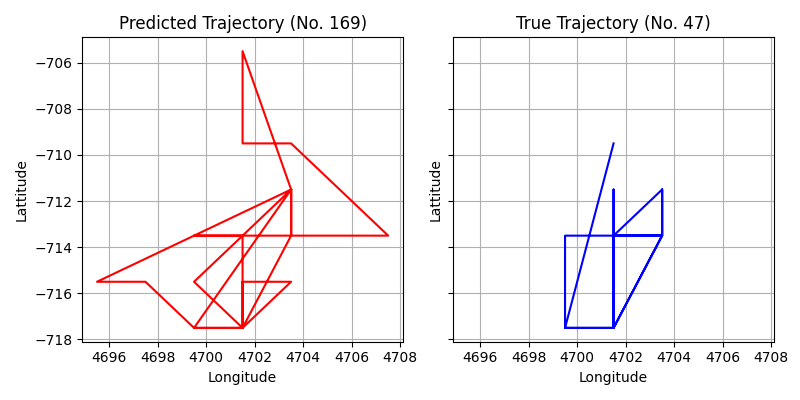 Predicted Trajectory (No. 169)
True Trajectory (No. 47)
Lattitude
−706
−708
−710
−712
−714
−716
−718
4696 4698 4700 4702 4704 4706 4708
Longitude
Lattitude
4696 4698 4700 4702 4704 4706 4708
Longitude